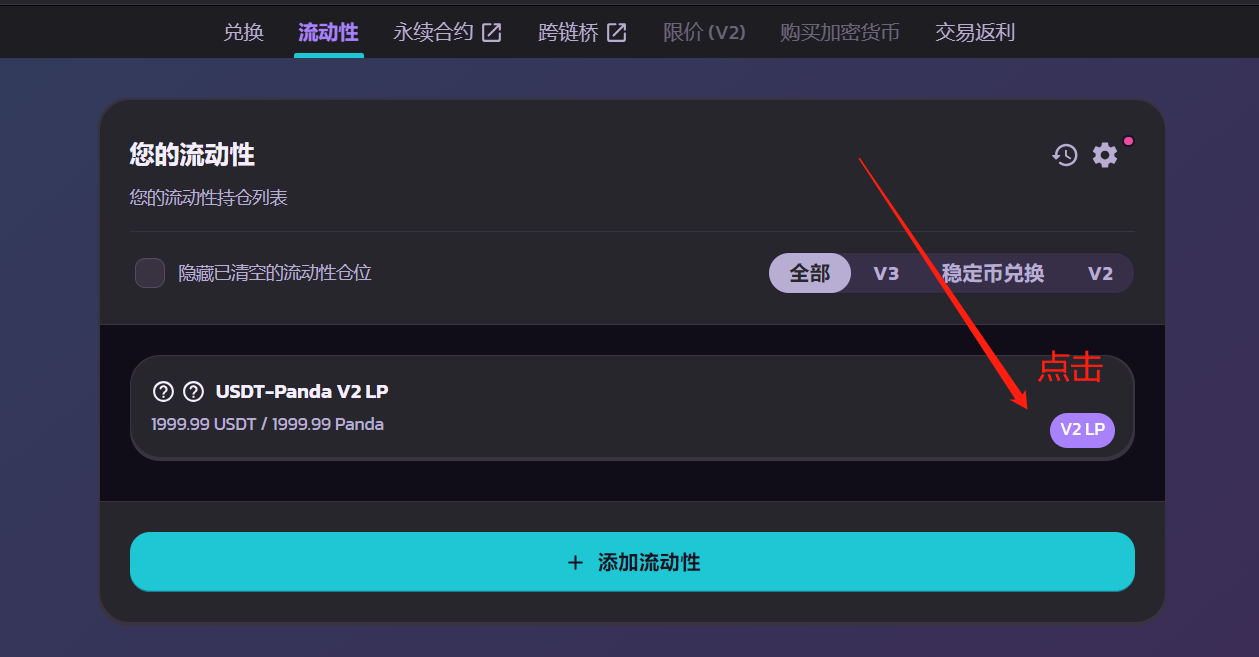 兑换 流动性 永续合约 跨链桥 限价 (V2) 购买加密货币 交易返利
您的流动性
您的流动性持仓列表
隐藏已清空的流动性仓位 全部 V3 稳定币兑换 V2
点击
USDT-Panda V2 LP
1999.99 USDT / 1999.99 Panda
V2 LP
+ 添加流动性